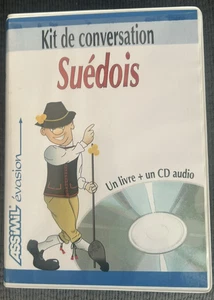 Kit de conversation
Suédois
Un livre + un CD audio
ASSIMIL évasion